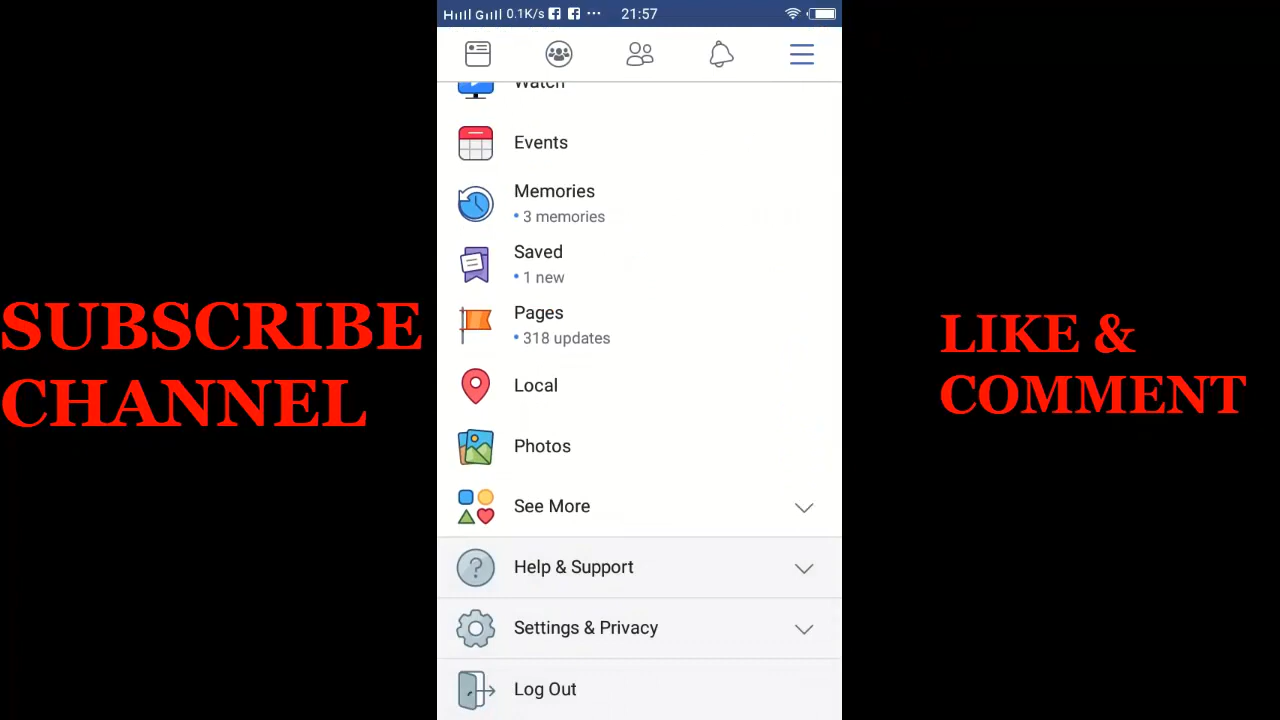 0.1K/s
21:57
Watch
Events
Memories
• 3 memories
Saved
• 1 new
Pages
• 318 updates
Local
Photos
See More
Help & Support
Settings & Privacy
Log Out
SUBSCRIBE
CHANNEL
LIKE &
COMMENT